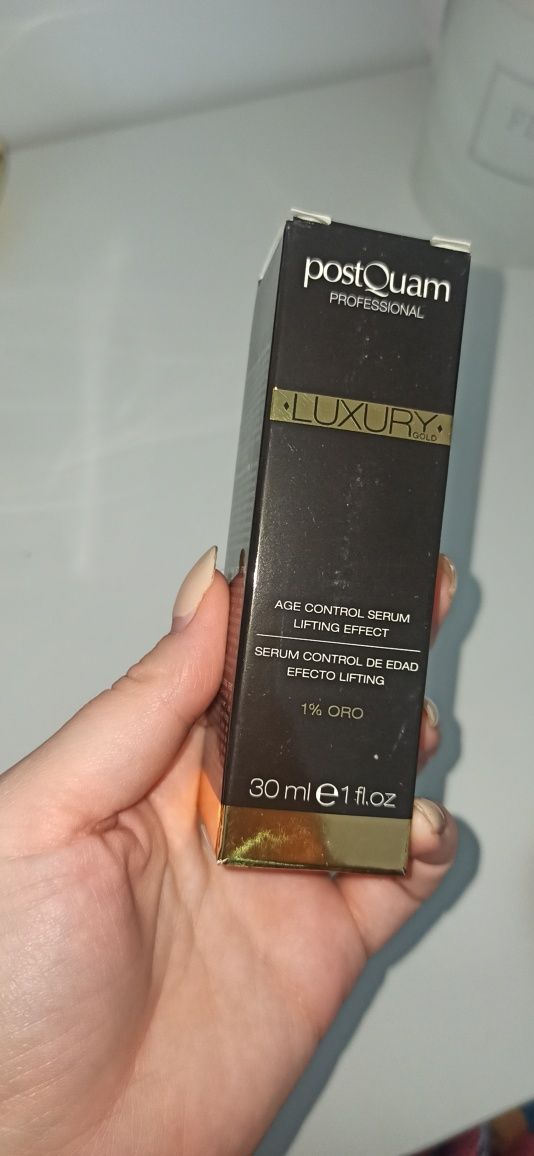 postQuam
PROFESSIONAL
LUXURY
GOLD
AGE CONTROL SERUM
LIFTING EFFECT
SERUM CONTROL DE EDAD
EFECTO LIFTING
1% ORO
30 ml e 1 fl.oz